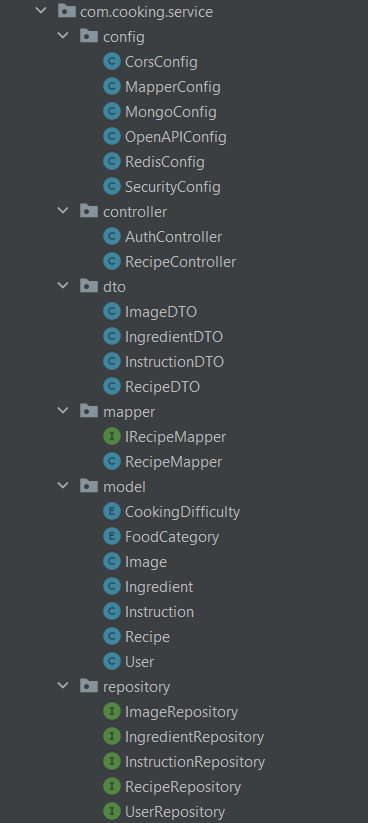 com.cooking.service
config
C CorsConfig
C MapperConfig
C MongoConfig
C OpenAPIConfig
C RedisConfig
C SecurityConfig
controller
C AuthController
C RecipeController
dto
C ImageDTO
C IngredientDTO
C InstructionDTO
C RecipeDTO
mapper
I IRecipeMapper
C RecipeMapper
model
E CookingDifficulty
E FoodCategory
C Image
C Ingredient
C Instruction
C Recipe
C User
repository
I ImageRepository
I IngredientRepository
I InstructionRepository
I RecipeRepository
I UserRepository